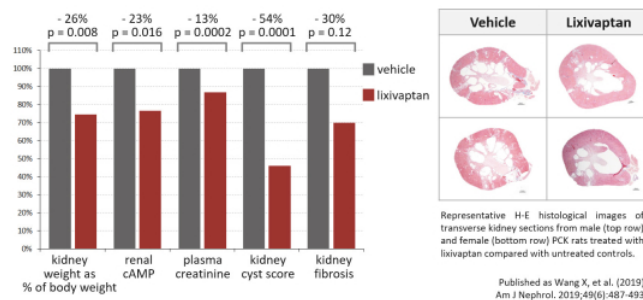 - 26%
p = 0.008
- 23%
p = 0.016
- 13%
p = 0.0002
- 54%
p = 0.0001
- 30%
p = 0.12
110%
100%
90%
80%
70%
60%
50%
40%
30%
20%
10%
0%
vehicle
lixivaptan
kidney
weight as
% of body weight
renal
cAMP
plasma
creatinine
kidney
cyst score
kidney
fibrosis
Vehicle
Lixivaptan
Representative H-E histological images of
transverse kidney sections from male (top row)
and female (bottom row) PCK rats treated with
lixivaptan compared with untreated controls.
Published as Wang X, et al. (2019)
Am J Nephrol. 2019;49(6):487-493